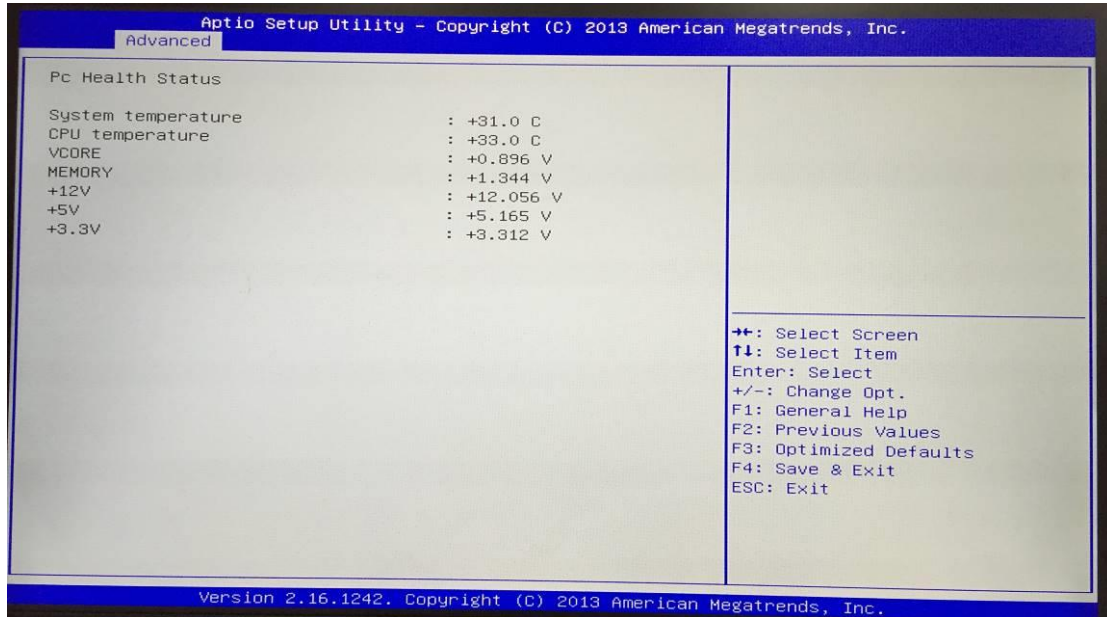 Aptio Setup Utility – Copyright (C) 2013 American Megatrends, Inc.
Advanced
Pc Health Status
System temperature : +31.0 C
CPU temperature : +33.0 C
VCORE : +0.896 V
MEMORY : +1.344 V
+12V : +12.056 V
+5V : +5.165 V
+3.3V : +3.312 V
→←: Select Screen
↑↓: Select Item
Enter: Select
+/-: Change Opt.
F1: General Help
F2: Previous Values
F3: Optimized Defaults
F4: Save & Exit
ESC: Exit
Version 2.16.1242. Copyright (C) 2013 American Megatrends, Inc.